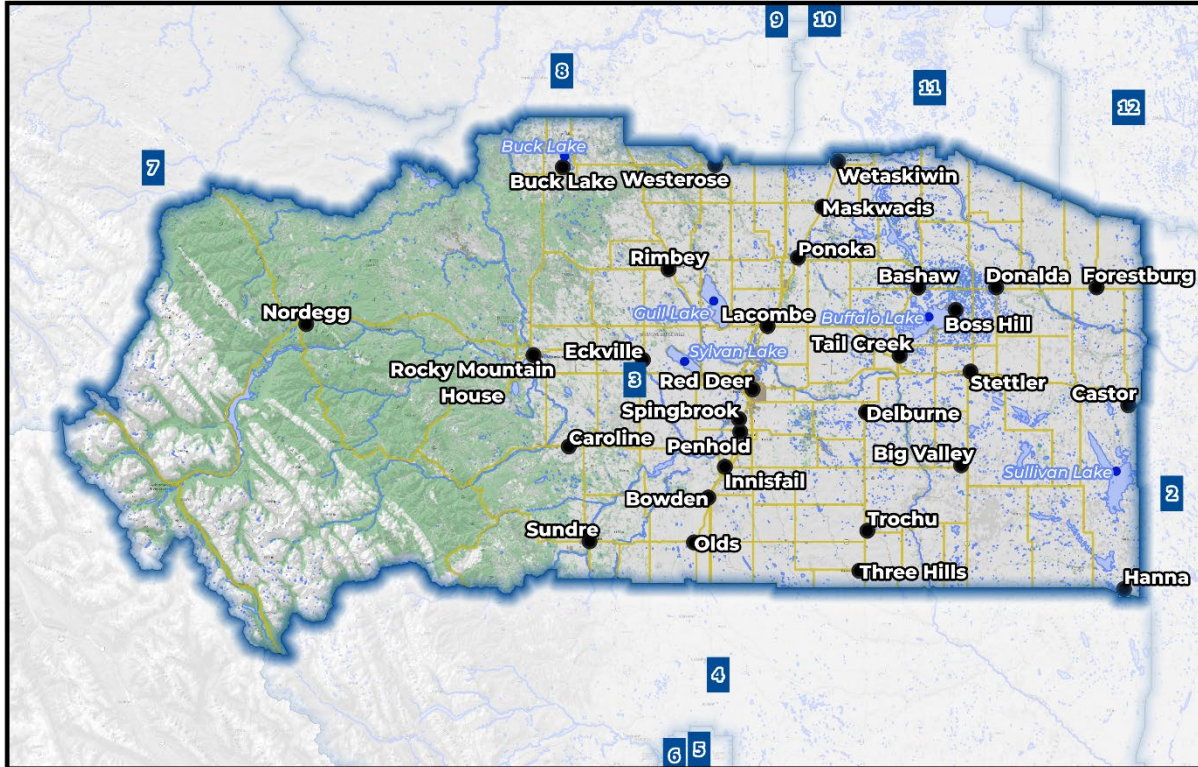 9
10
8
11
12
7
Buck Lake
Buck Lake
Westerose
Wetaskiwin
Maskwacis
Ponoka
Rimbey
Bashaw
Donalda
Forestburg
Gull Lake
Nordegg
Lacombe
Buffalo Lake
Boss Hill
Tail Creek
Eckville
Sylvan Lake
Rocky Mountain
House
3
Red Deer
Stettler
Castor
Spingbrook
Delburne
Caroline
Penhold
Big Valley
Innisfail
Sullivan Lake
2
Bowden
Sundre
Olds
Trochu
Three Hills
Hanna
4
6
5